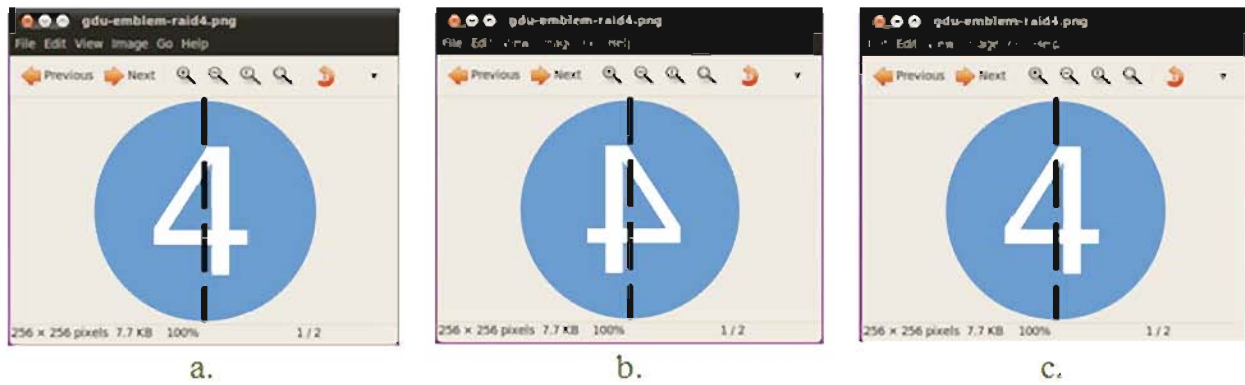 gdu-emblem-raid4.png
File Edit View Image Go Help
Previous Next
4
256 × 256 pixels 7.7 KB 100% 1 / 2
a.
gdu-emblem-raid4.png
File Help
Previous Next
4
256 × 256 pixels 7.7 KB 100% 1 / 2
b.
gdu-emblem-raid4.png
Edit
Previous Next
4
256 × 256 pixels 7.7 KB 100% 1 / 2
c.